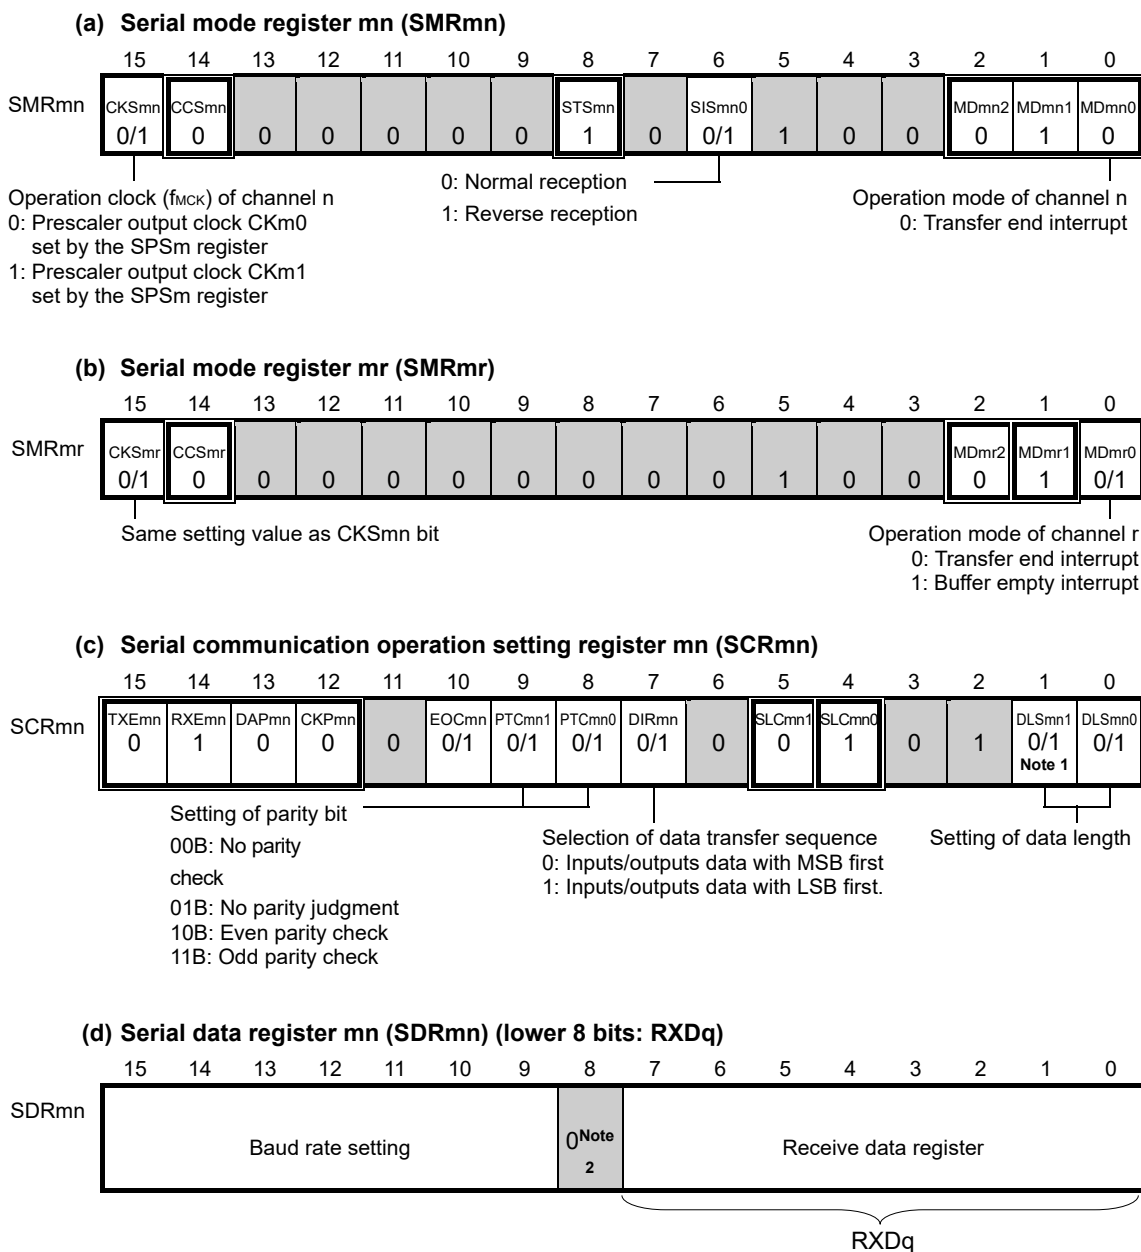 (a) Serial mode register mn (SMRmn)
15 14 13 12 11 10 9 8 7 6 5 4 3 2 1 0
SMRmn
CKSmn CCSmn STSmn SISmn0 MDmn2 MDmn1 MDmn0
0/1 0 0 0 0 0 0 1 0 0/1 1 0 0 0 1 0
Operation clock (fMCK) of channel n
0: Prescaler output clock CKm0
set by the SPSm register
1: Prescaler output clock CKm1
set by the SPSm register
0: Normal reception
1: Reverse reception
Operation mode of channel n
0: Transfer end interrupt
(b) Serial mode register mr (SMRmr)
15 14 13 12 11 10 9 8 7 6 5 4 3 2 1 0
SMRmr
CKSmr CCSmr MDmr2 MDmr1 MDmr0
0/1 0 0 0 0 0 0 0 0 0 1 0 0 0 1 0/1
Same setting value as CKSmn bit
Operation mode of channel r
0: Transfer end interrupt
1: Buffer empty interrupt
(c) Serial communication operation setting register mn (SCRmn)
15 14 13 12 11 10 9 8 7 6 5 4 3 2 1 0
SCRmn
TXEmn RXEmn DAPmn CKPmn EOCmn PTCmn1 PTCmn0 DIRmn SLCmn1 SLCmn0 DLSmn1 DLSmn0
0 1 0 0 0 0/1 0/1 0/1 0/1 0 0 1 0 1 0/1 0/1
Note 1
Setting of parity bit
00B: No parity
check
01B: No parity judgment
10B: Even parity check
11B: Odd parity check
Selection of data transfer sequence
0: Inputs/outputs data with MSB first
1: Inputs/outputs data with LSB first.
Setting of data length
(d) Serial data register mn (SDRmn) (lower 8 bits: RXDq)
15 14 13 12 11 10 9 8 7 6 5 4 3 2 1 0
SDRmn
Baud rate setting
0Note
2
Receive data register
RXDq